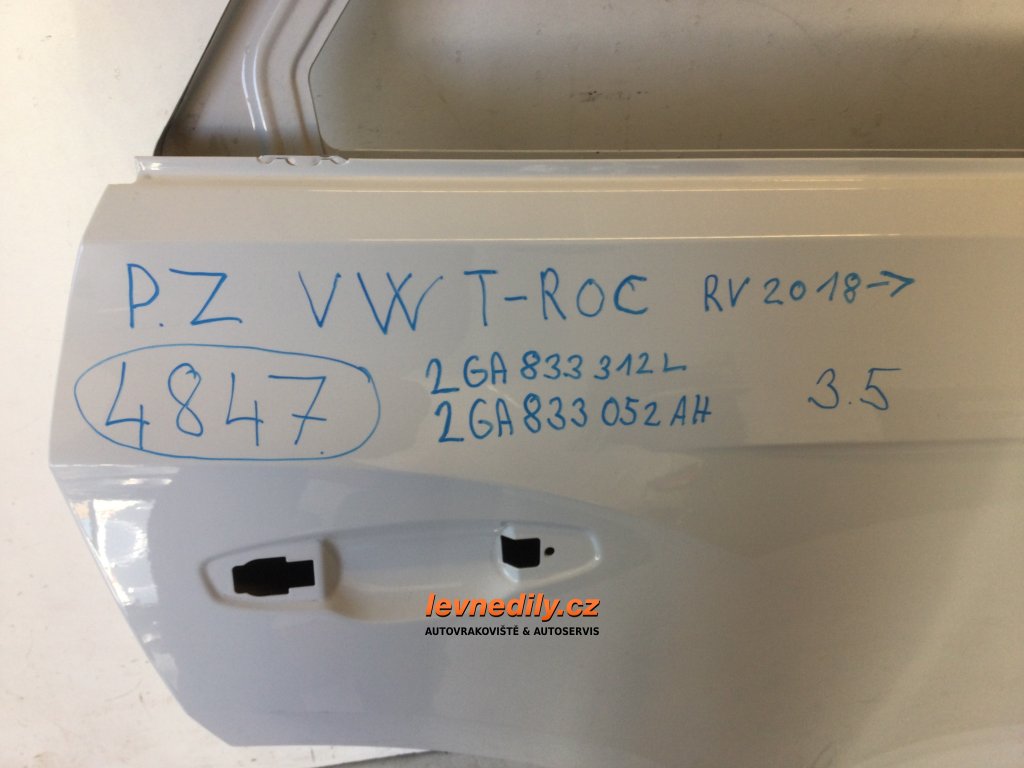 P.Z VW T-ROC RV 2018->
4847
2GA 833 312 L
2GA 833 052 AH
3.5
levnedily.cz
AUTOVRAKOVIŠTĚ & AUTOSERVIS